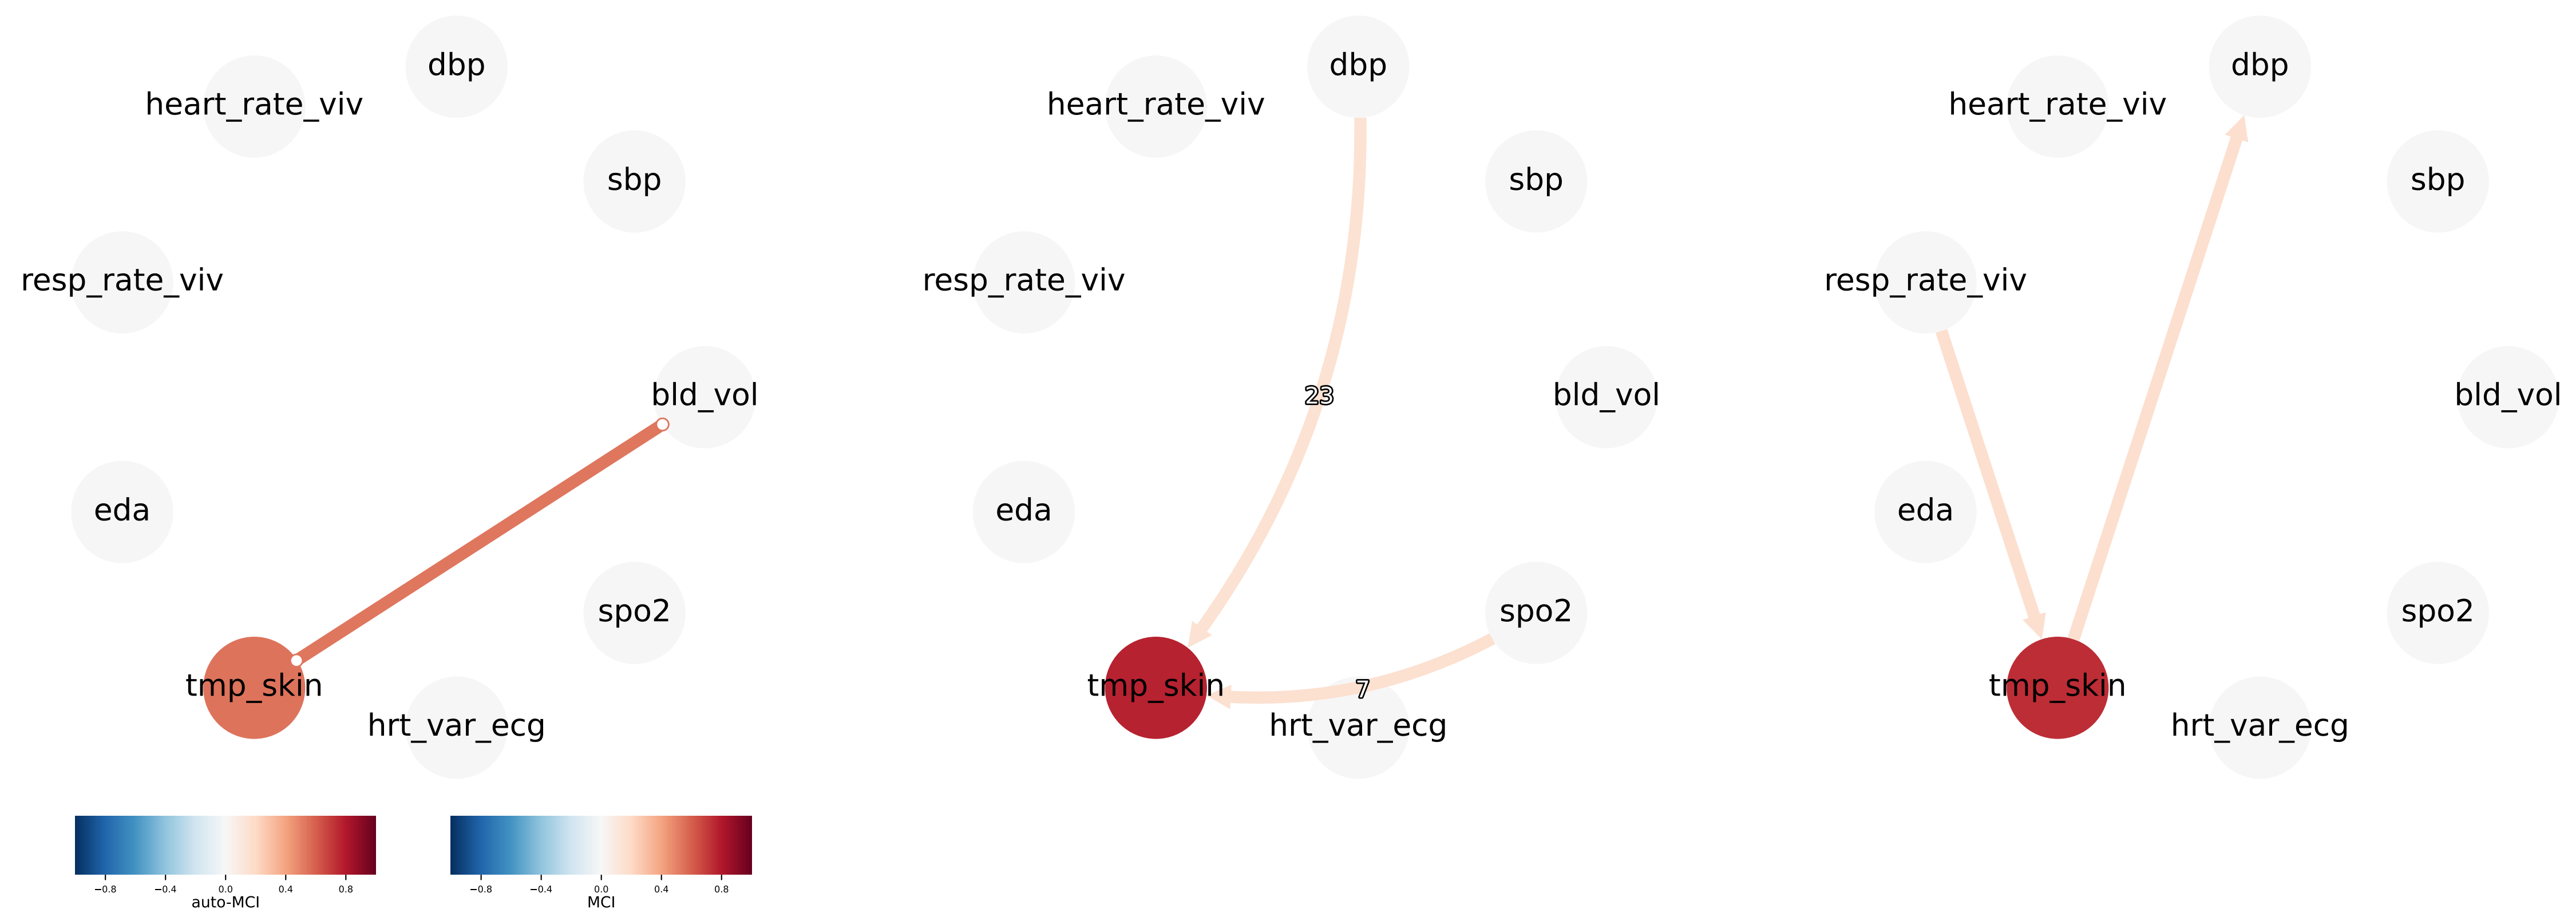 dbp
heart_rate_viv
sbp
resp_rate_viv
bld_vol
eda
spo2
tmp_skin
hrt_var_ecg
−0.8 −0.4 0.0 0.4 0.8
auto-MCI
−0.8 −0.4 0.0 0.4 0.8
MCI
dbp
heart_rate_viv
sbp
resp_rate_viv
23
bld_vol
eda
spo2
tmp_skin
7
hrt_var_ecg
dbp
heart_rate_viv
sbp
resp_rate_viv
bld_vol
eda
spo2
tmp_skin
hrt_var_ecg